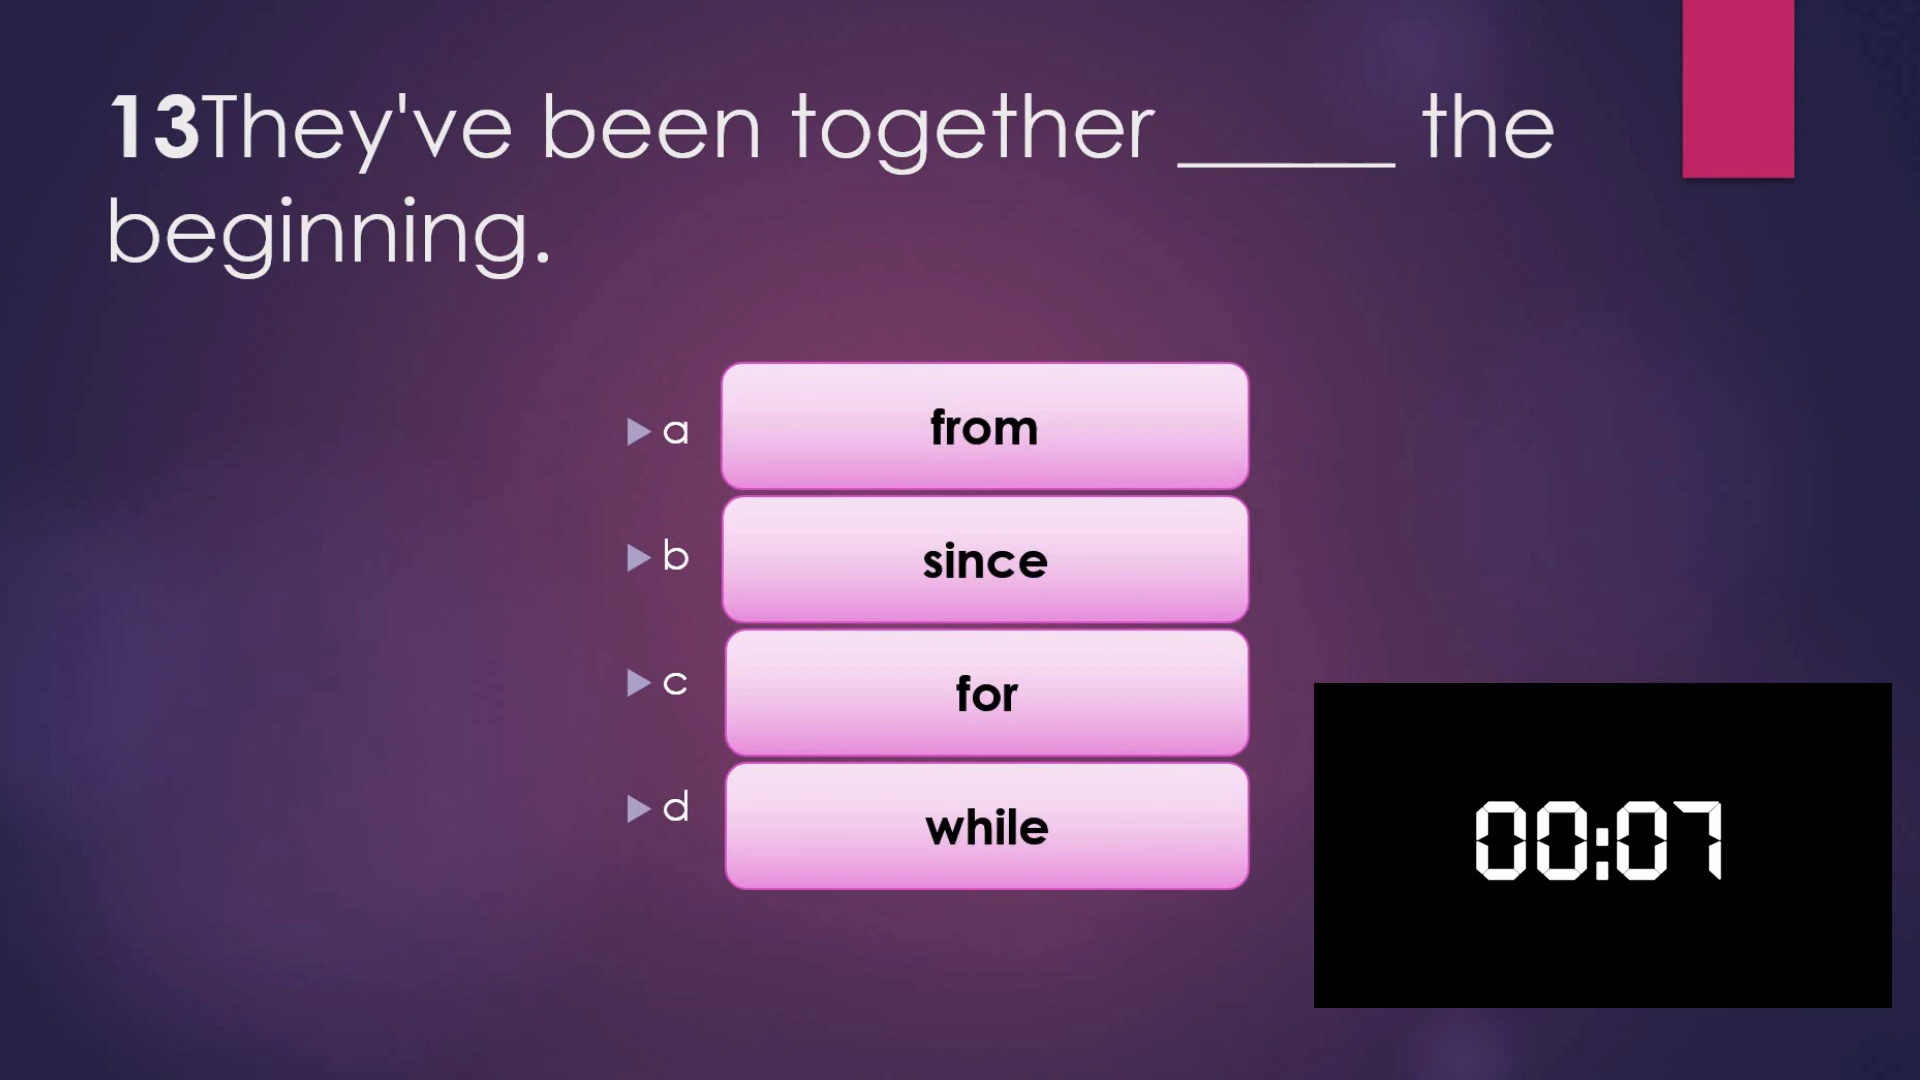 13They've been together _____ the
beginning.
a
from
b
since
c
for
d
while
00:07